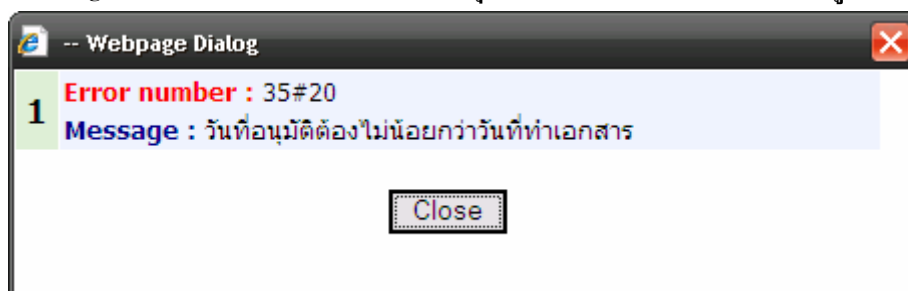 -- Webpage Dialog
1
Error number : 35#20
Message : วันที่อนุมัติต้องไม่น้อยกว่าวันที่ทำเอกสาร
Close